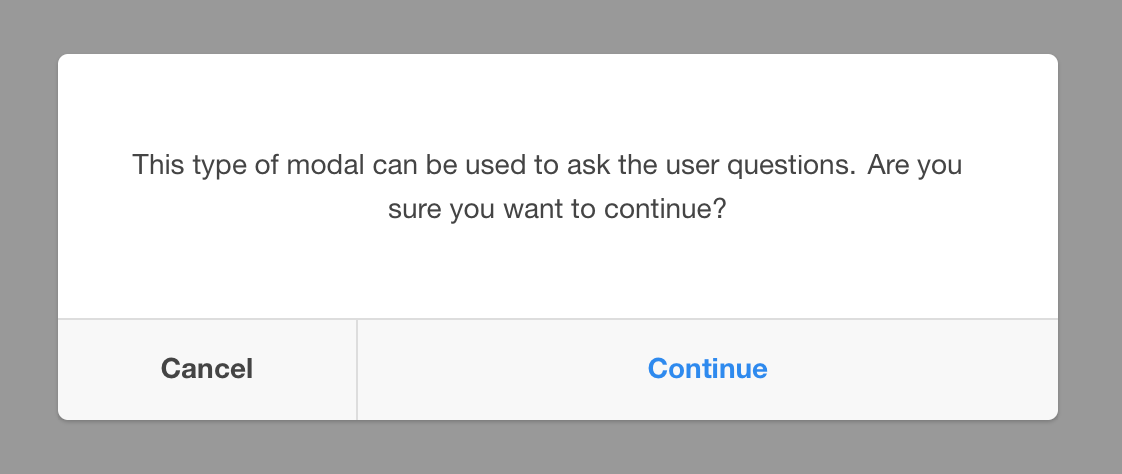 This type of modal can be used to ask the user questions. Are you
sure you want to continue?
Cancel
Continue